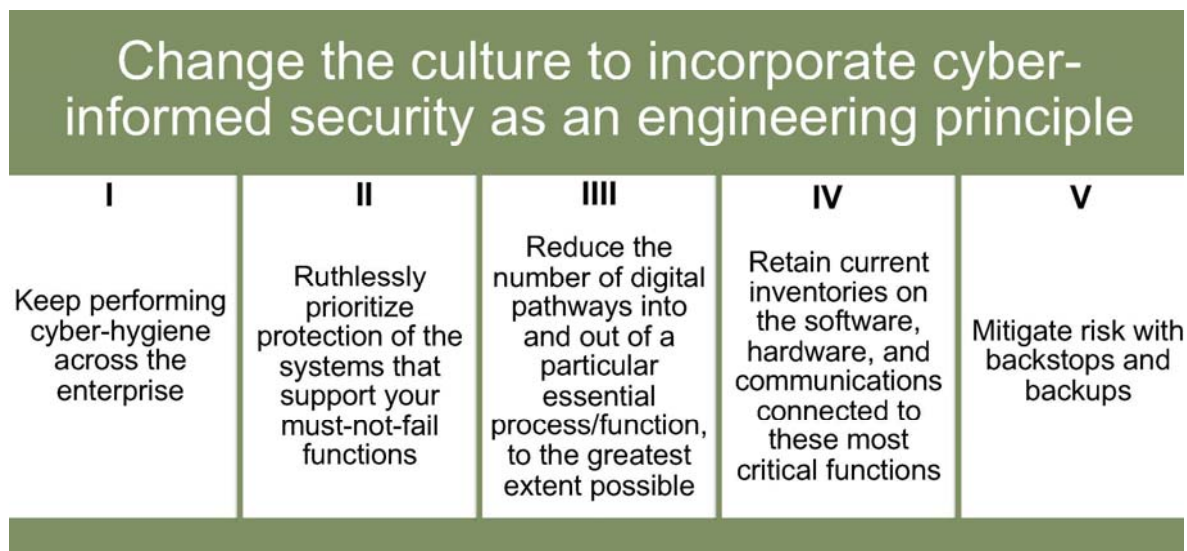 Change the culture to incorporate cyber-
informed security as an engineering principle
I
Keep performing
cyber-hygiene
across the
enterprise
II
Ruthlessly
prioritize
protection of the
systems that
support your
must-not-fail
functions
IIII
Reduce the
number of digital
pathways into
and out of a
particular
essential
process/function,
to the greatest
extent possible
IV
Retain current
inventories on
the software,
hardware, and
communications
connected to
these most
critical functions
V
Mitigate risk with
backstops and
backups